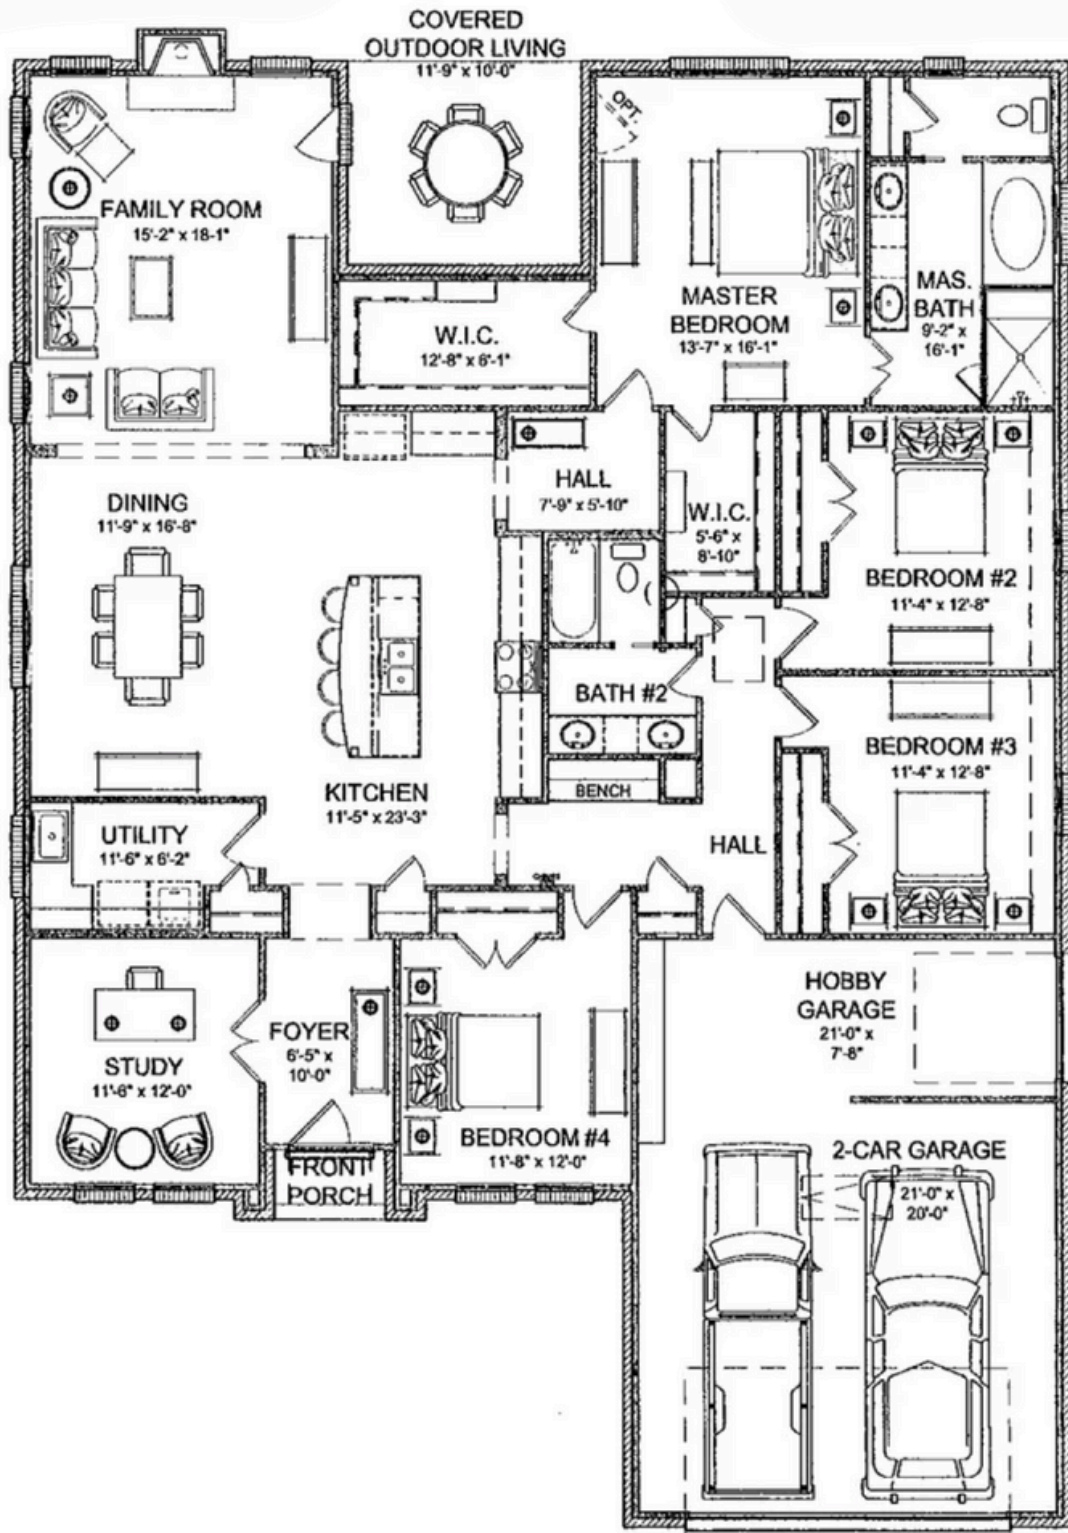 COVERED
OUTDOOR LIVING
11'-9" x 10'-0"
OPT.
FAMILY ROOM
15'-2" x 18'-1"
MASTER
BEDROOM
13'-7" x 16'-1"
MAS.
BATH
9'-2" x
16'-1"
W.I.C.
12'-8" x 6'-1"
HALL
7'-9" x 5'-10"
W.I.C.
5'-6" x
8'-10"
DINING
11'-9" x 16'-8"
BEDROOM #2
11'-4" x 12'-8"
BATH #2
BEDROOM #3
11'-4" x 12'-8"
BENCH
KITCHEN
11'-5" x 23'-3"
UTILITY
11'-6" x 6'-2"
HALL
HOBBY
GARAGE
21'-0" x
7'-8"
FOYER
6'-5" x
10'-0"
STUDY
11'-6" x 12'-0"
BEDROOM #4
11'-8" x 12'-0"
FRONT
PORCH
2-CAR GARAGE
21'-0" x
20'-0"